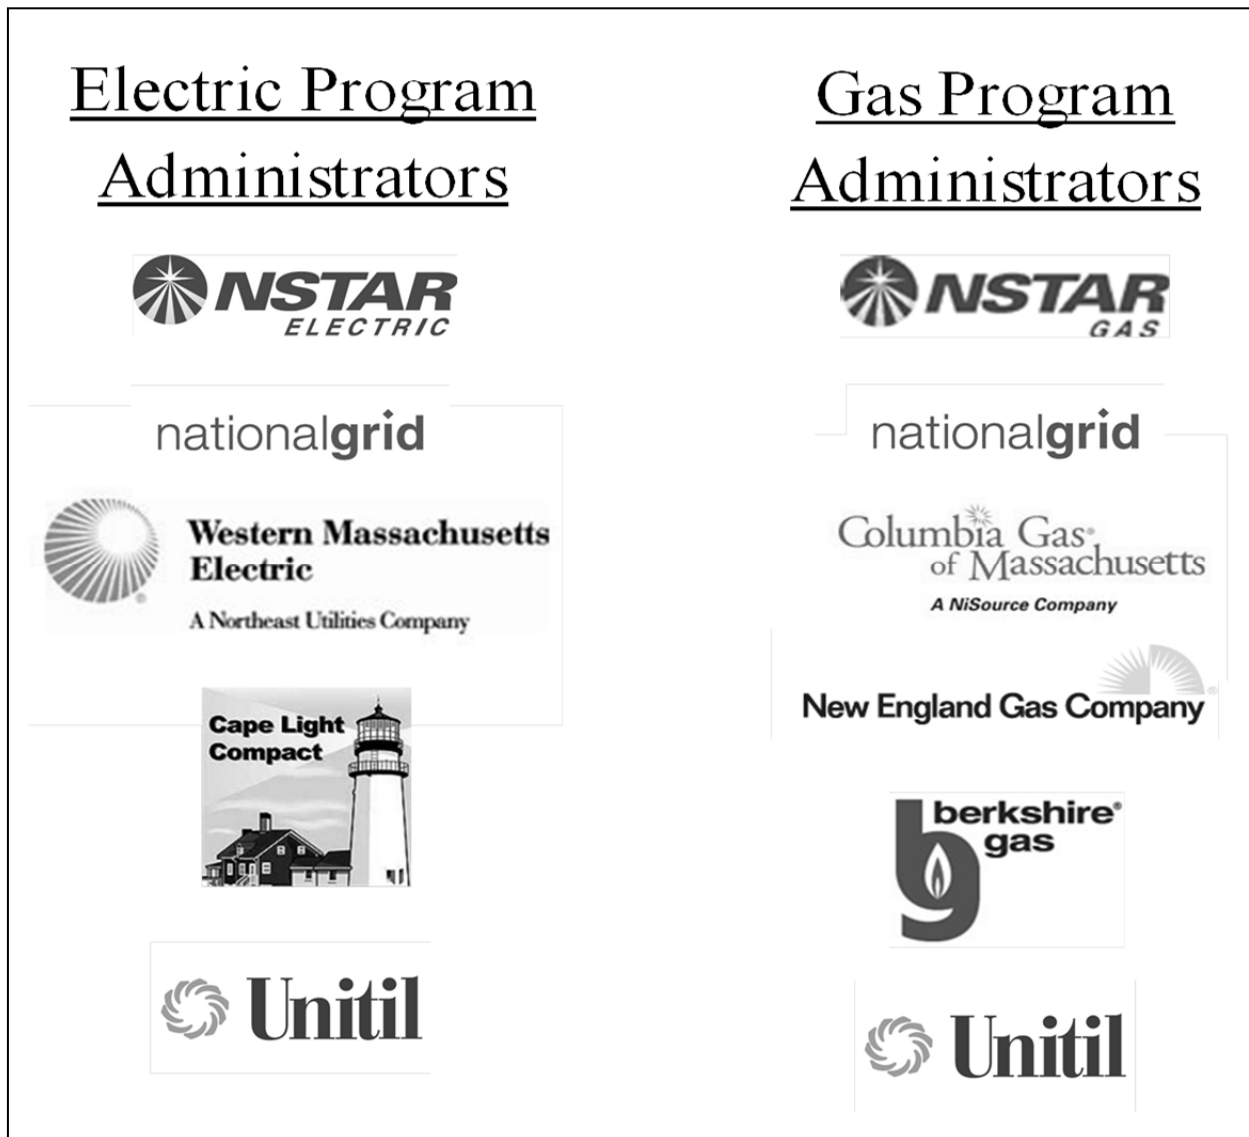 Electric Program
Administrators
NSTAR
ELECTRIC
nationalgrid
Western Massachusetts
Electric
A Northeast Utilities Company
Cape Light
Compact
Unitil
Gas Program
Administrators
NSTAR
GAS
nationalgrid
Columbia Gas®
of Massachusetts
A NiSource Company
New England Gas Company
berkshire®
gas
Unitil